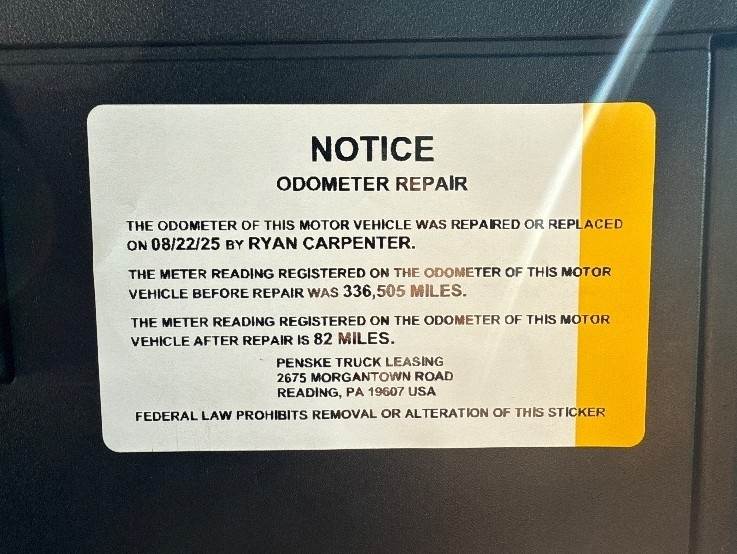 NOTICE
ODOMETER REPAIR
THE ODOMETER OF THIS MOTOR VEHICLE WAS REPAIRED OR REPLACED
ON 08/22/25 BY RYAN CARPENTER.
THE METER READING REGISTERED ON THE ODOMETER OF THIS MOTOR
VEHICLE BEFORE REPAIR WAS 336,505 MILES.
THE METER READING REGISTERED ON THE ODOMETER OF THIS MOTOR
VEHICLE AFTER REPAIR IS 82 MILES.
PENSKE TRUCK LEASING
2675 MORGANTOWN ROAD
READING, PA 19607 USA
FEDERAL LAW PROHIBITS REMOVAL OR ALTERATION OF THIS STICKER